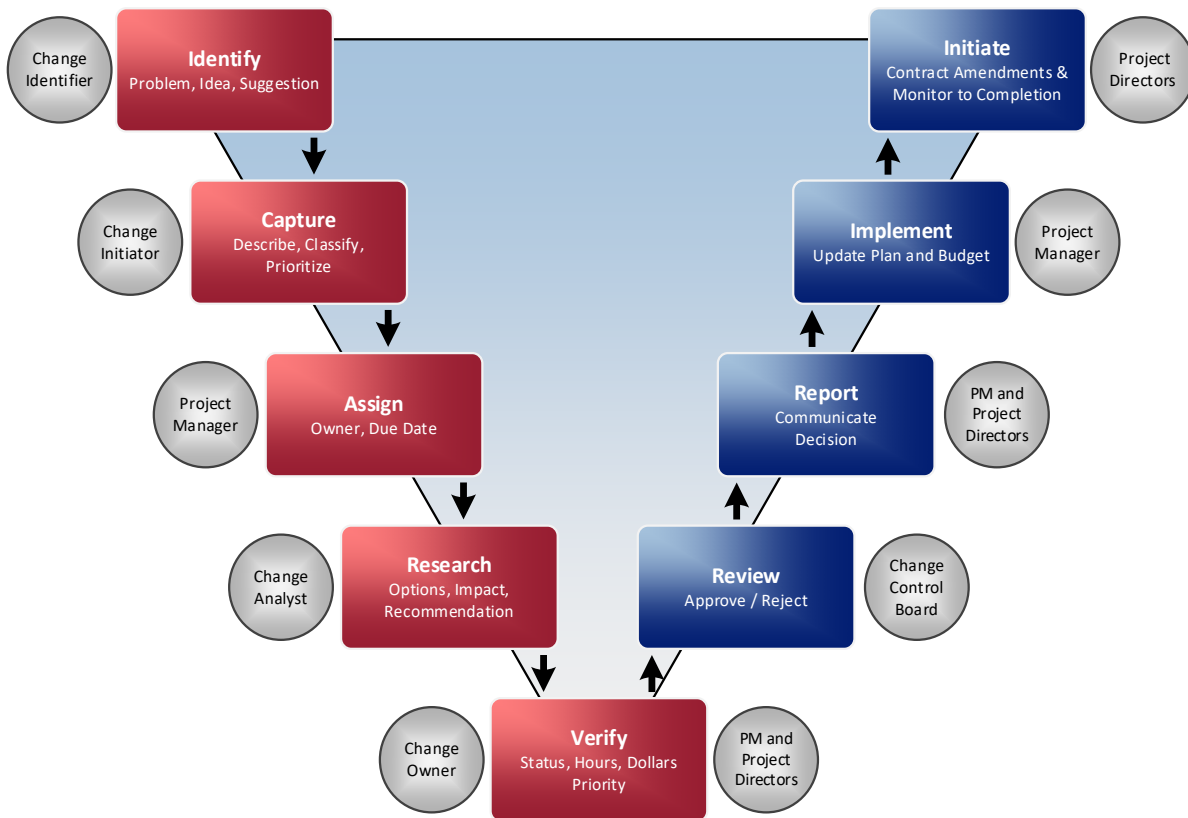 Change
Identifier
Identify
Problem, Idea, Suggestion
Initiate
Contract Amendments &
Monitor to Completion
Project
Directors
Change
Initiator
Capture
Describe, Classify,
Prioritize
Implement
Update Plan and Budget
Project
Manager
Project
Manager
Assign
Owner, Due Date
Report
Communicate
Decision
PM and
Project
Directors
Change
Analyst
Research
Options, Impact,
Recommendation
Review
Approve / Reject
Change
Control
Board
Change
Owner
Verify
Status, Hours, Dollars
Priority
PM and
Project
Directors